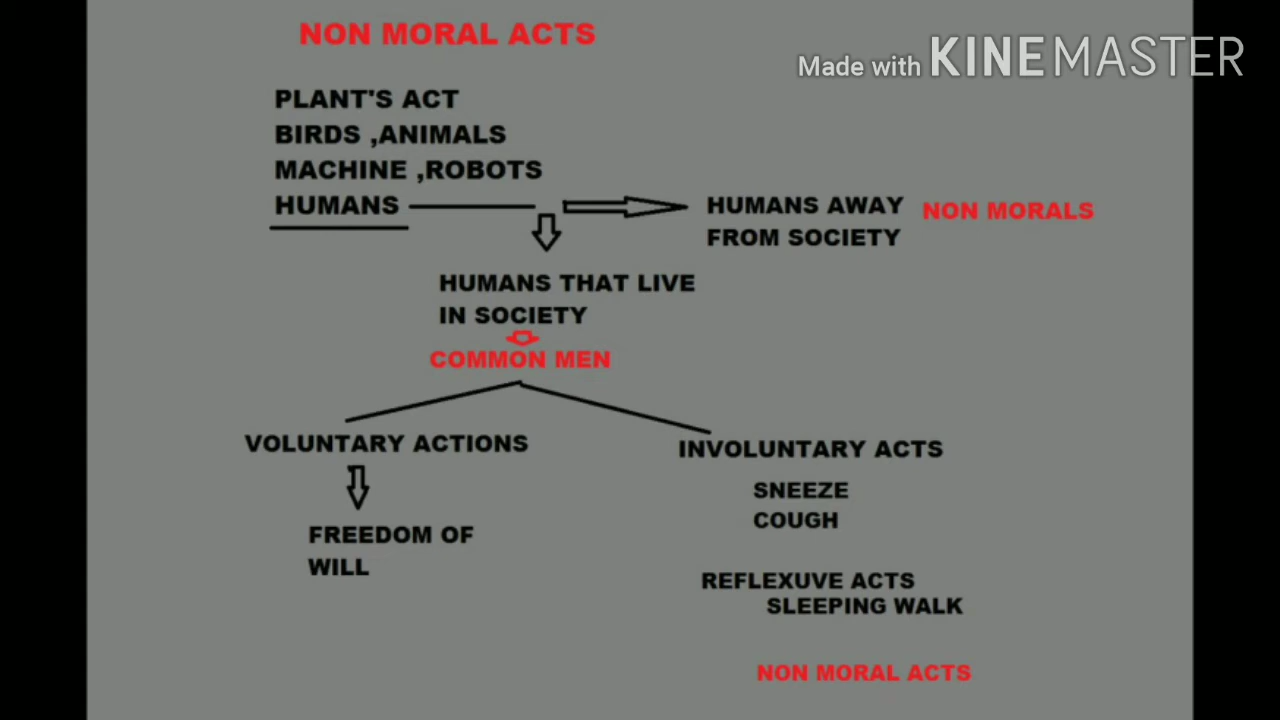 NON MORAL ACTS
Made with KINEMASTER
PLANT'S ACT
BIRDS ,ANIMALS
MACHINE ,ROBOTS
HUMANS
HUMANS AWAY
FROM SOCIETY
NON MORALS
HUMANS THAT LIVE
IN SOCIETY
COMMON MEN
VOLUNTARY ACTIONS
FREEDOM OF
WILL
INVOLUNTARY ACTS
SNEEZE
COUGH
REFLEXUVE ACTS
SLEEPING WALK
NON MORAL ACTS